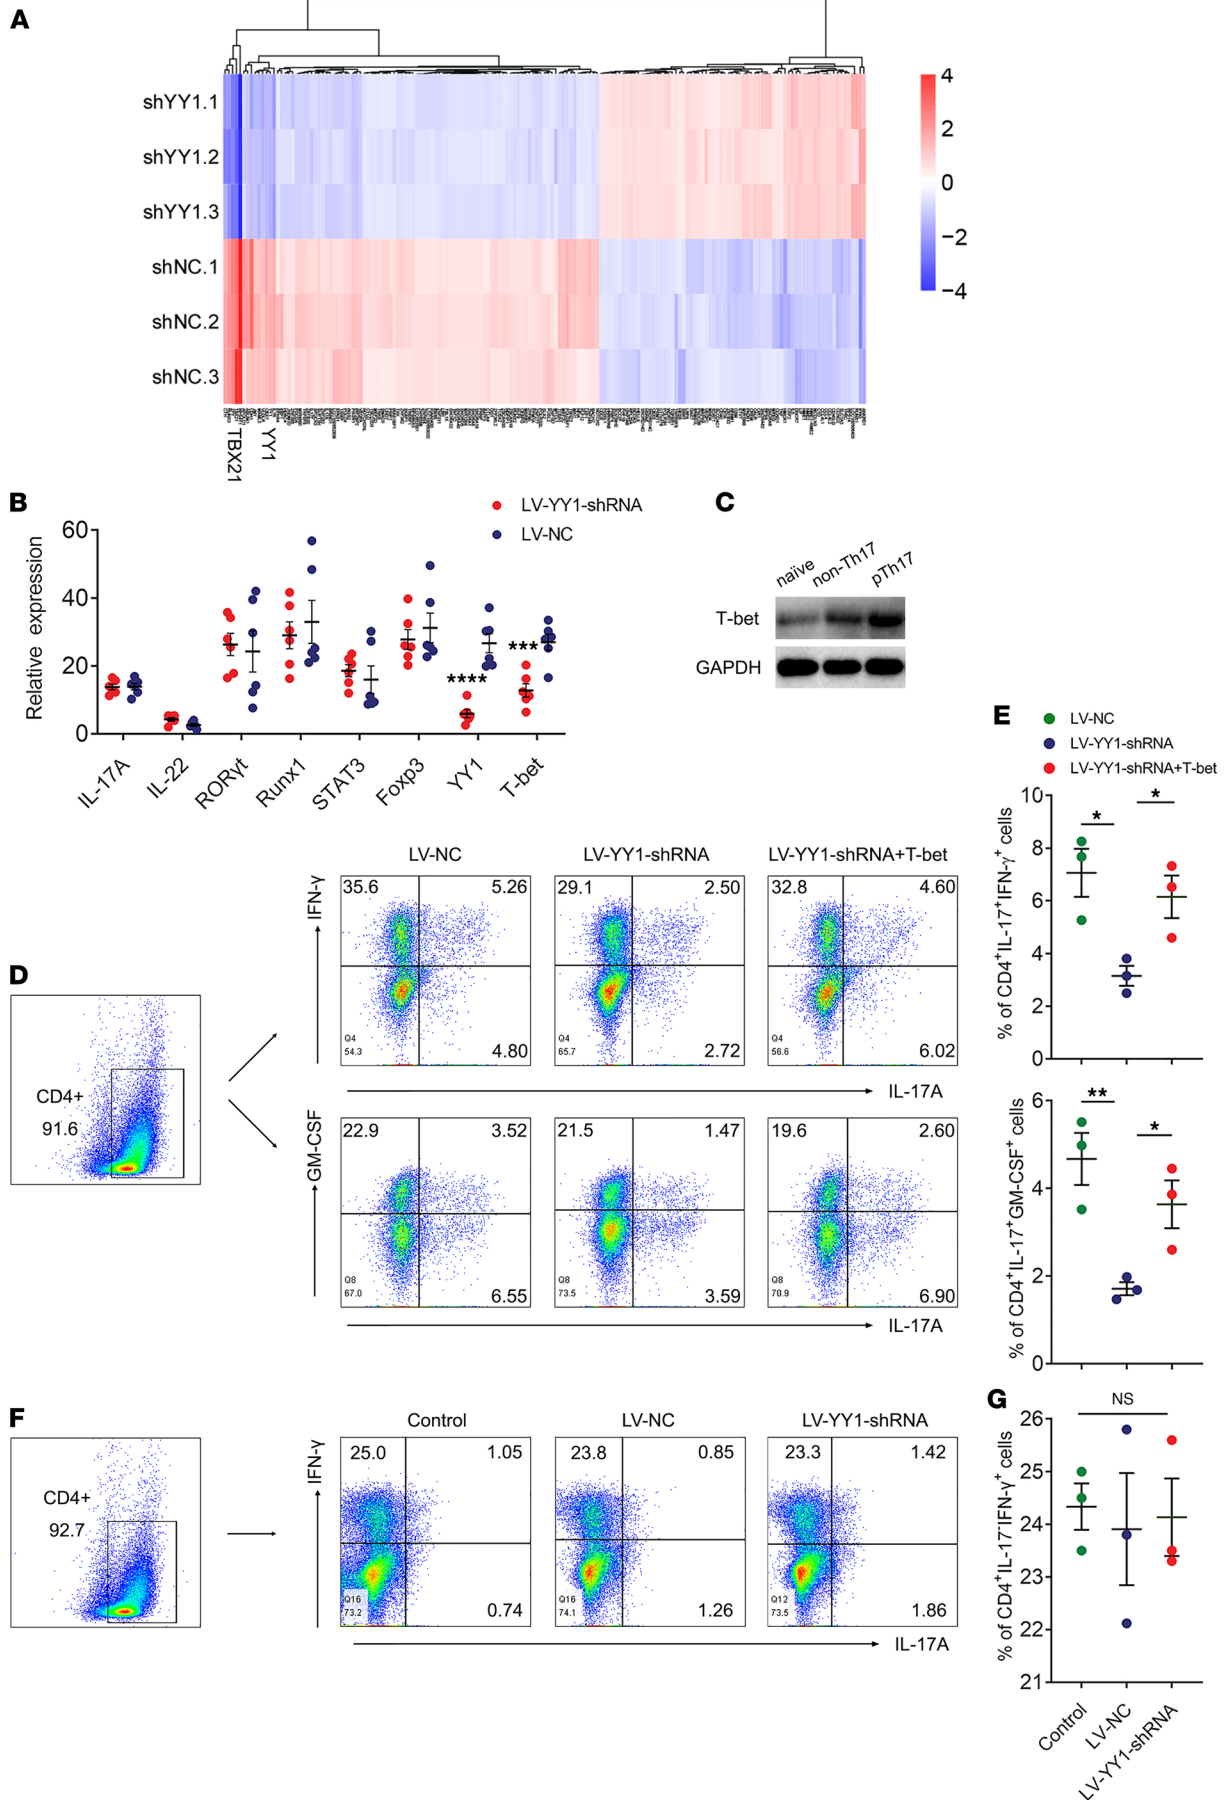 A
shYY1.1
shYY1.2
shYY1.3
shNC.1
shNC.2
shNC.3
4
2
0
−2
−4
TBX21
YY1
B
LV-YY1-shRNA
LV-NC
Relative expression
60
40
20
0
****
***
IL-17A
IL-22
RORγt
Runx1
STAT3
Foxp3
YY1
T-bet
C
naïve
non-Th17
pTh17
T-bet
GAPDH
D
CD4+
91.6
LV-NC
LV-YY1-shRNA
LV-YY1-shRNA+T-bet
IFN-γ
35.6
5.26
Q4
54.3
4.80
29.1
2.50
Q4
65.7
2.72
32.8
4.60
Q4
56.6
6.02
IL-17A
GM-CSF
22.9
3.52
Q8
67.0
6.55
21.5
1.47
Q8
73.5
3.59
19.6
2.60
Q8
70.9
6.90
IL-17A
E
LV-NC
LV-YY1-shRNA
LV-YY1-shRNA+T-bet
% of CD4+IL-17+IFN-γ+ cells
10
8
6
4
2
0
*
*
% of CD4+IL-17+GM-CSF+ cells
6
4
2
0
**
*
F
CD4+
92.7
Control
LV-NC
LV-YY1-shRNA
IFN-γ
25.0
1.05
Q16
73.2
0.74
23.8
0.85
Q16
74.1
1.26
23.3
1.42
Q12
73.5
1.86
IL-17A
G
NS
% of CD4+IL-17-IFN-γ+ cells
26
25
24
23
22
21
Control
LV-NC
LV-YY1-shRNA